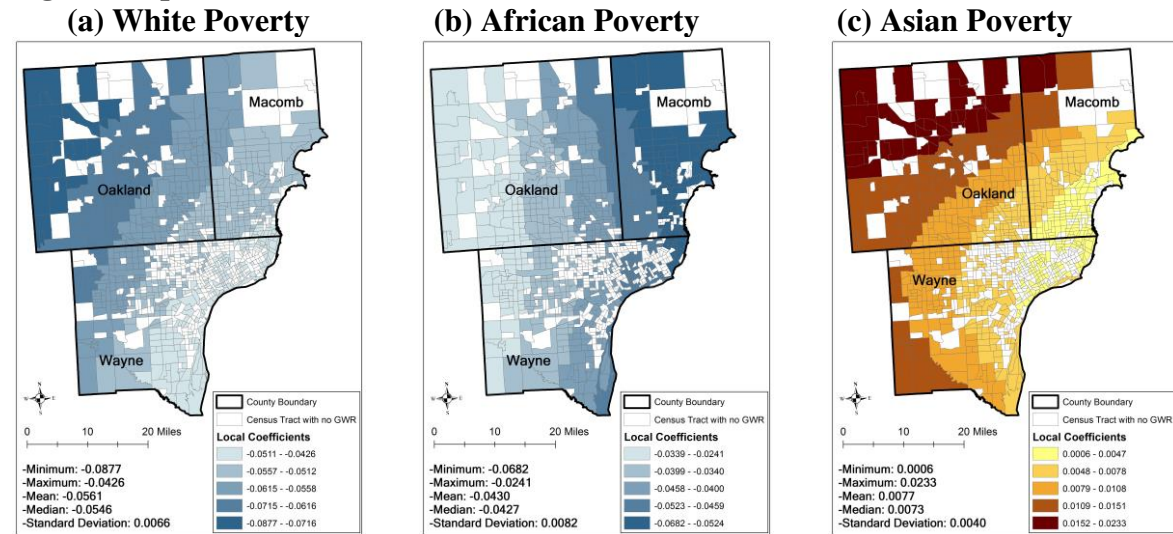 (a) White Poverty
(b) African Poverty
(c) Asian Poverty
Macomb
Oakland
Wayne
Wayne
N
W E
S
0 10 20 Miles
-Minimum: -0.0877
-Maximum: -0.0426
-Mean: -0.0561
-Median: -0.0546
-Standard Deviation: 0.0066
County Boundary
Census Tract with no GWR
Local Coefficients
-0.0511 - -0.0426
-0.0557 - -0.0512
-0.0615 - -0.0558
-0.0715 - -0.0616
-0.0877 - -0.0716
Macomb
Oakland
Wayne
N
W E
S
0 10 20 Miles
-Minimum: -0.0682
-Maximum: -0.0241
-Mean: -0.0430
-Median: -0.0427
-Standard Deviation: 0.0082
County Boundary
Census Tract with no GWR
Local Coefficients
-0.0339 - -0.0241
-0.0399 - -0.0340
-0.0458 - -0.0400
-0.0523 - -0.0459
-0.0682 - -0.0524
Macomb
Oakland
Wayne
N
W E
S
0 10 20 Miles
-Minimum: 0.0006
-Maximum: 0.0233
-Mean: 0.0077
-Median: 0.0073
-Standard Deviation: 0.0040
County Boundary
Census Tract with no GWR
Local Coefficients
0.0006 - 0.0047
0.0048 - 0.0078
0.0079 - 0.0108
0.0109 - 0.0151
0.0152 - 0.0233